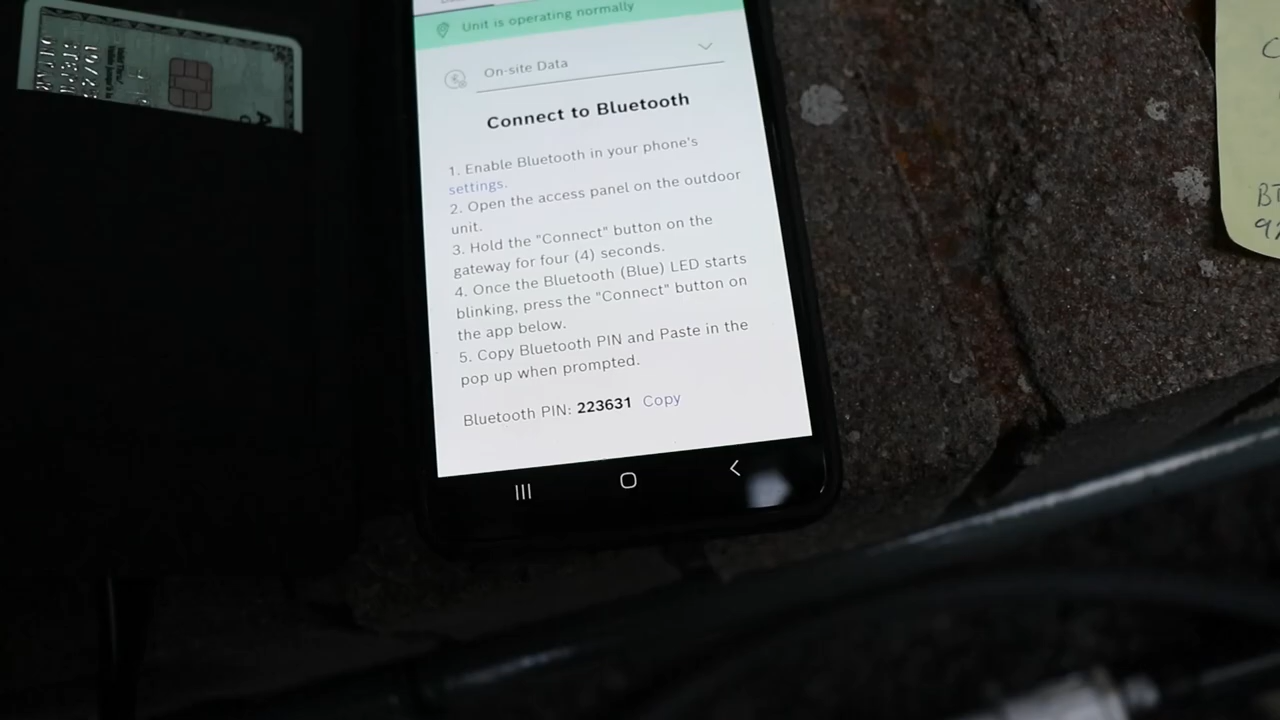 Unit is operating normally
On-site Data
Connect to Bluetooth
1. Enable Bluetooth in your phone's
settings.
2. Open the access panel on the outdoor
unit.
3. Hold the "Connect" button on the
gateway for four (4) seconds.
4. Once the Bluetooth (Blue) LED starts
blinking, press the "Connect" button on
the app below.
5. Copy Bluetooth PIN and Paste in the
pop up when prompted.
Bluetooth PIN: 223631 Copy